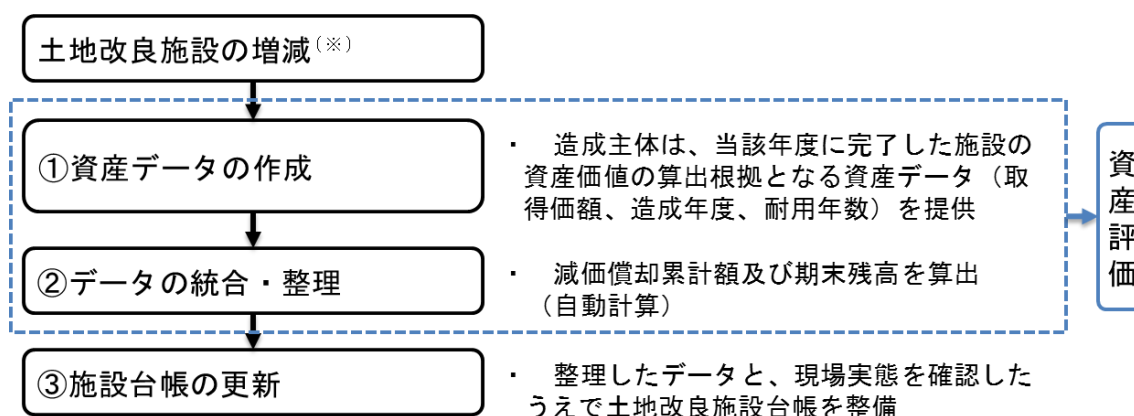 土地改良施設の増減（※）
①資産データの作成
・　造成主体は、当該年度に完了した施設の
資産価値の算出根拠となる資産データ（取
得価額、造成年度、耐用年数）を提供
資産評価
②データの統合・整理
・　減価償却累計額及び期末残高を算出
（自動計算）
③施設台帳の更新
・　整理したデータと、現場実態を確認した
うえで土地改良施設台帳を整備